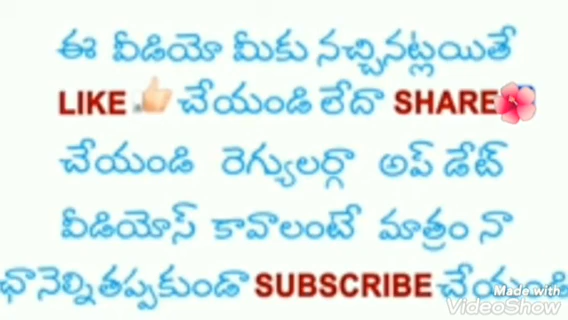 ఈ వీడియో మీకు నచ్చినట్లయితే
LIKE చేయండి లేదా SHARE
చేయండి రెగ్యులర్గా అప్ డేట్
వీడియోస్ కావాలంటే మాత్రం నా
ఛానెల్నితప్పకుండా SUBSCRIBE చేయండి
Made with
VideoShow